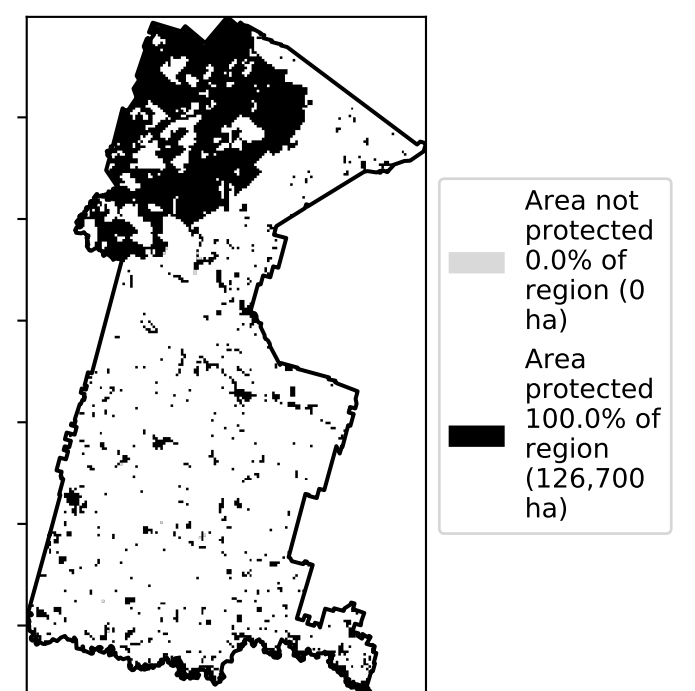 Area not
protected
0.0% of
region (0
ha)
Area
protected
100.0% of
region
(126,700
ha)